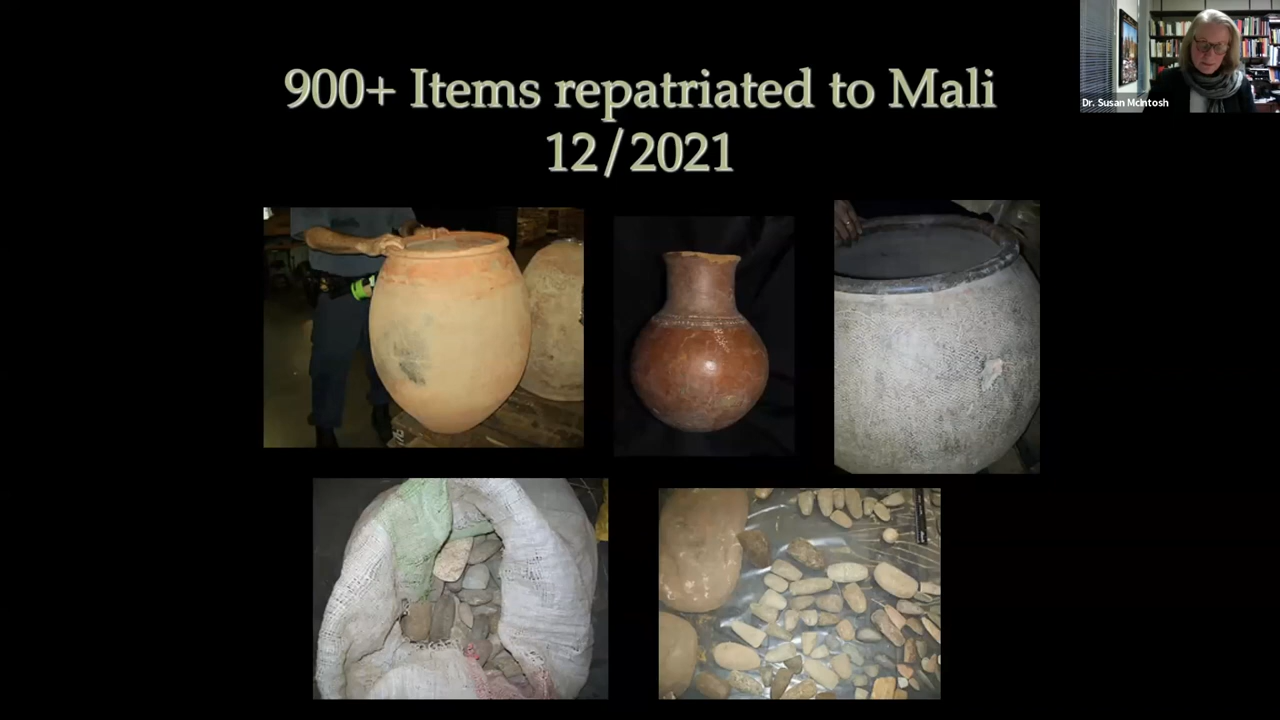 900+ Items repatriated to Mali
12/2021
Dr. Susan McIntosh